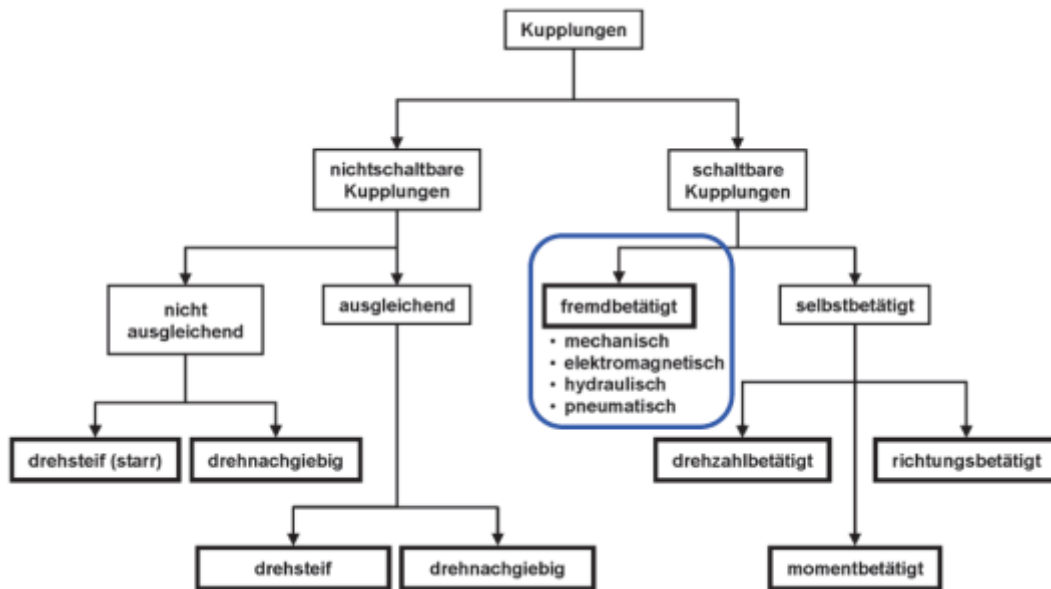 Kupplungen
nichtschaltbare
Kupplungen
schaltbare
Kupplungen
nicht
ausgleichend
ausgleichend
fremdbetätigt
• mechanisch
• elektromagnetisch
• hydraulisch
• pneumatisch
selbstbetätigt
drehsteif (starr)
drehnachgiebig
drehzahlbetätigt
richtungsbetätigt
drehsteif
drehnachgiebig
momentbetätigt